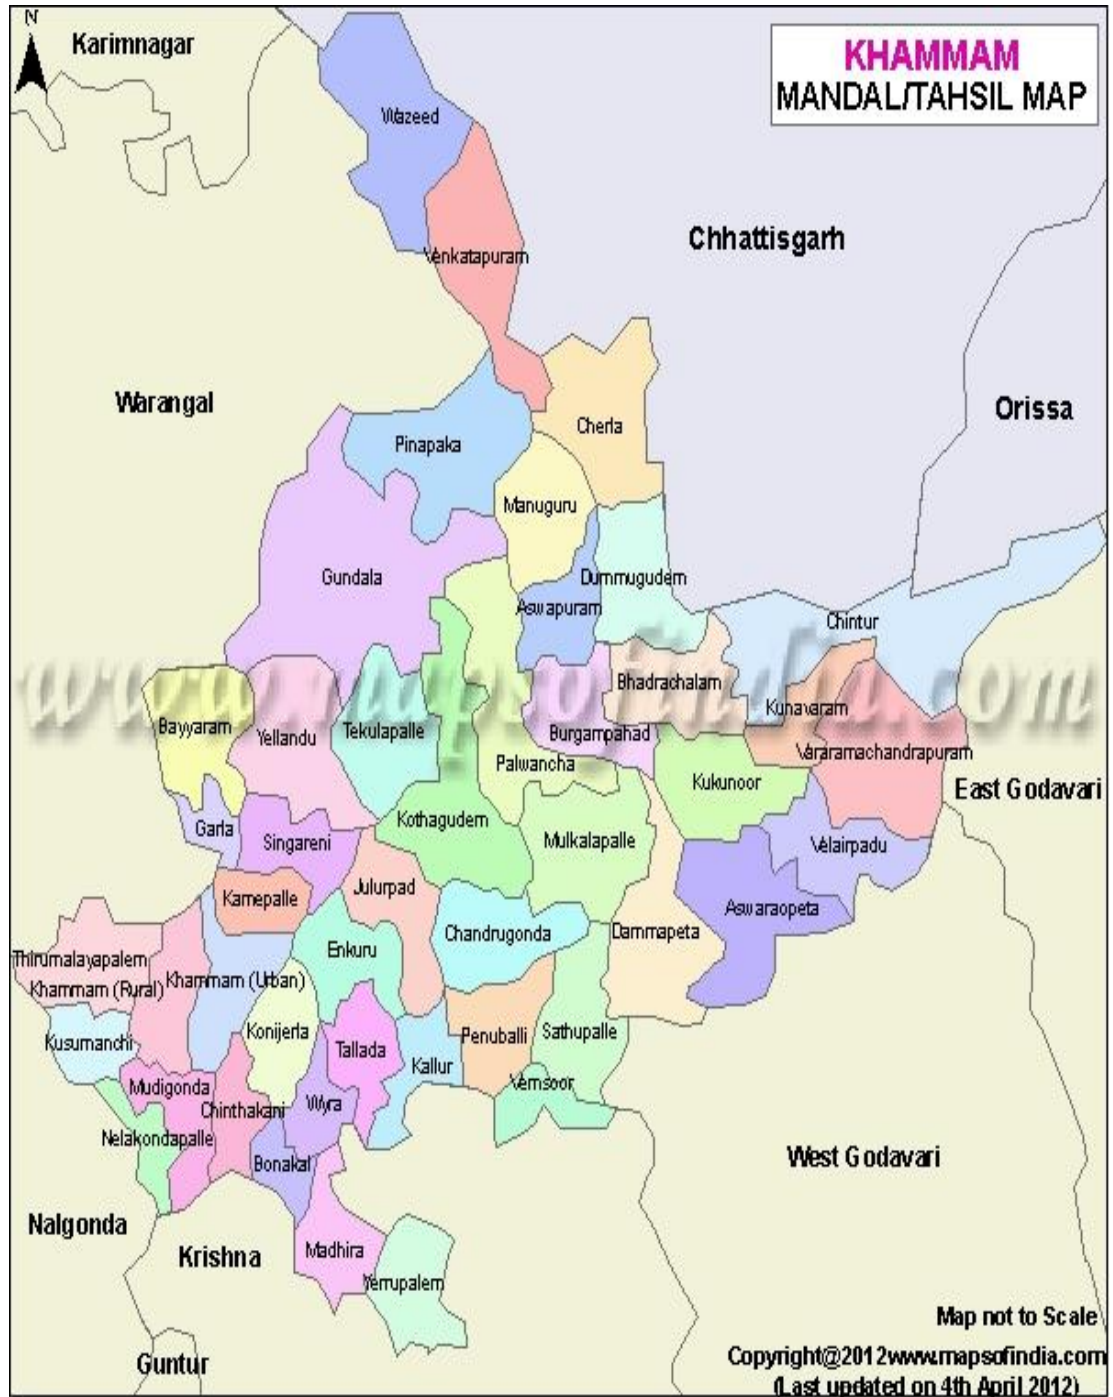 N
Karimnagar
KHAMMAM
MANDAL/TAHSIL MAP
Wazeed
Chhattisgarh
Venkatapuram
Warangal
Orissa
Cherla
Pinapaka
Manuguru
Gundala
Dummugudem
Aswapuram
Chintur
www.mapsofindia.com
Bhadrachalam
Kunavaram
Bayyaram
Yellandu
Tekulapalle
Burgampahad
Vararamachandrapuram
Palwancha
Kukunoor
East Godavari
Garla
Kothagudem
Singareni
Mulkalapalle
Velairpadu
Julurpad
Kamepalle
Aswaraopeta
Chandrugonda
Dammapeta
Enkuru
Thirumalayapalem
Khammam (Urban)
Khammam (Rural)
Konijerla
Kusumanchi
Tallada
Penuballi
Sathupalle
Kallur
Mudigonda
Vemsoor
Chinthakani
Wyra
Nelakondapalle
West Godavari
Bonakal
Nalgonda
Krishna
Madhira
Yerrupalem
Map not to Scale
Guntur
Copyright@2012www.mapsofindia.com
(Last updated on 4th April 2012)